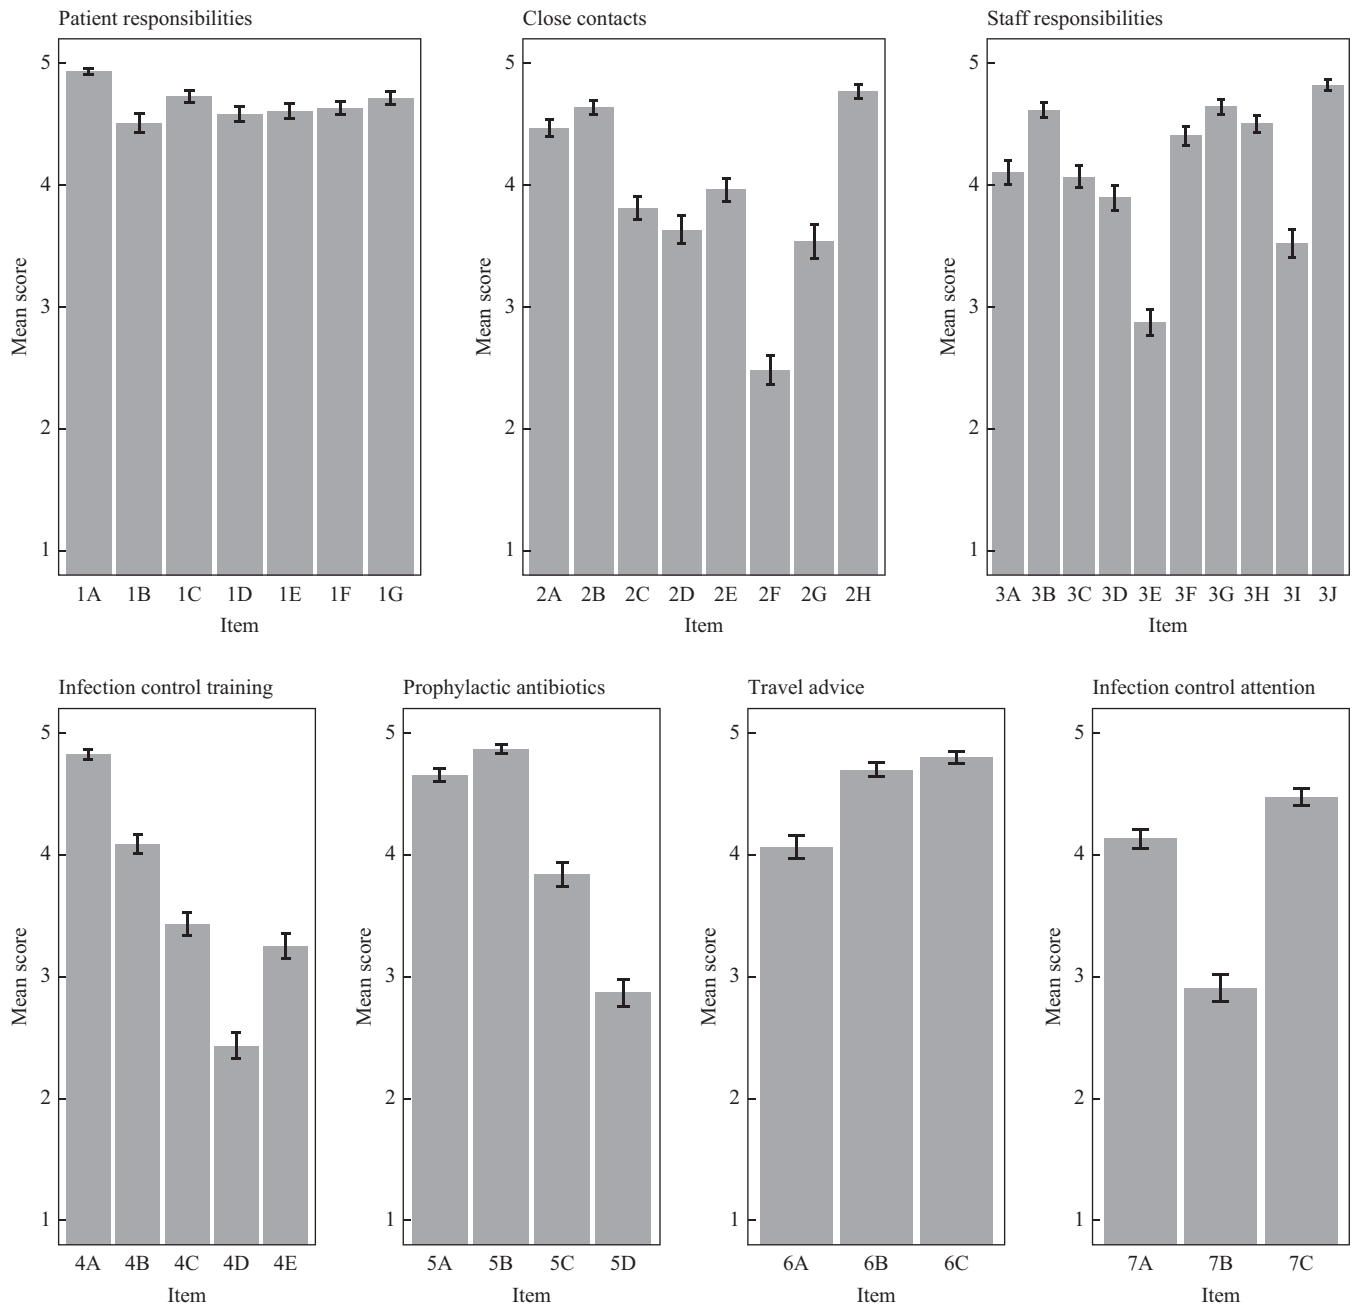 Patient responsibilities
5
4
3
2
1
Mean score
1A 1B 1C 1D 1E 1F 1G
Item
Close contacts
5
4
3
2
1
Mean score
2A 2B 2C 2D 2E 2F 2G 2H
Item
Staff responsibilities
5
4
3
2
1
Mean score
3A 3B 3C 3D 3E 3F 3G 3H 3I 3J
Item
Infection control training
5
4
3
2
1
Mean score
4A 4B 4C 4D 4E
Item
Prophylactic antibiotics
5
4
3
2
1
Mean score
5A 5B 5C 5D
Item
Travel advice
5
4
3
2
1
Mean score
6A 6B 6C
Item
Infection control attention
5
4
3
2
1
Mean score
7A 7B 7C
Item